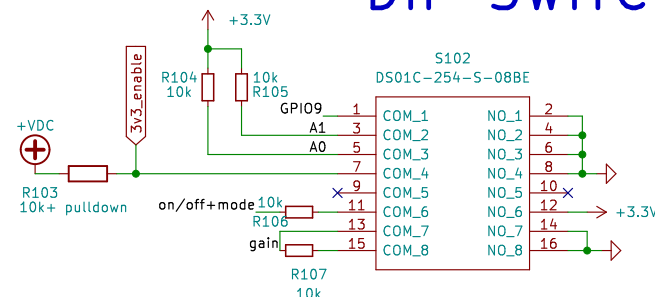 DIP SWITC
+3.3V
S102
DS01C-254-S-08BE
R104
10k
10k
R105
3v3_enable
GPIO9
A1
A0
+VDC
R103
10k+ pulldown
on/off+mode
10k
R106
gain
R107
10k
1 COM_1 NO_1 2
3 COM_2 NO_2 4
5 COM_3 NO_3 6
7 COM_4 NO_4 8
9 COM_5 NO_5 10
11 COM_6 NO_6 12
13 COM_7 NO_7 14
15 COM_8 NO_8 16
+3.3V